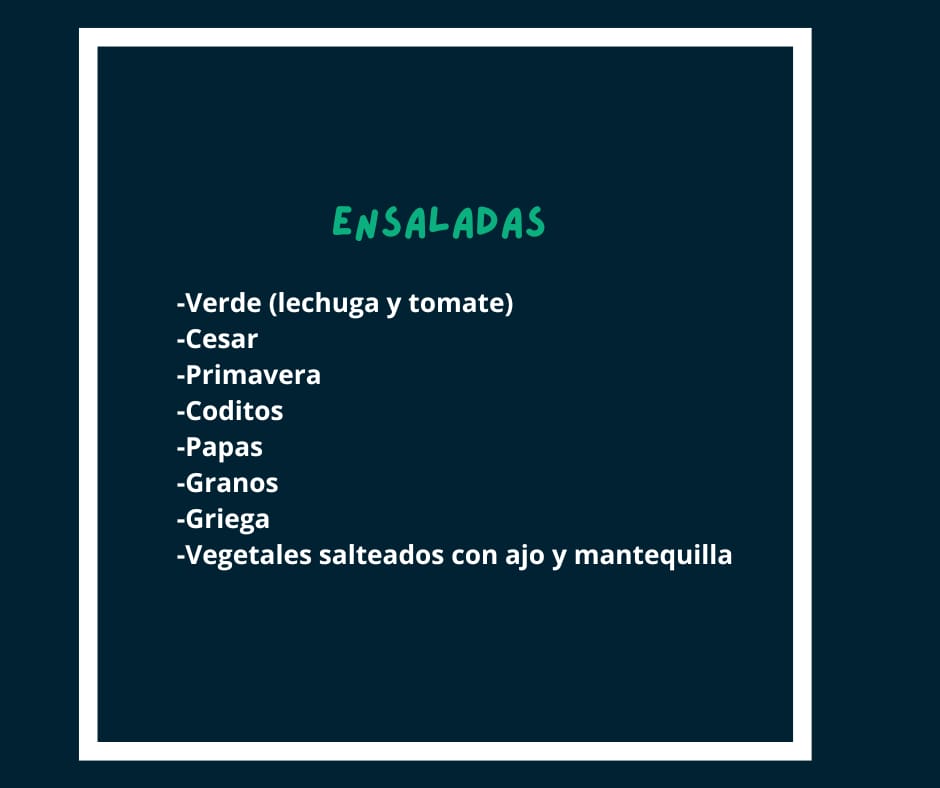 ENSALADAS
-Verde (lechuga y tomate)
-Cesar
-Primavera
-Coditos
-Papas
-Granos
-Griega
-Vegetales salteados con ajo y mantequilla